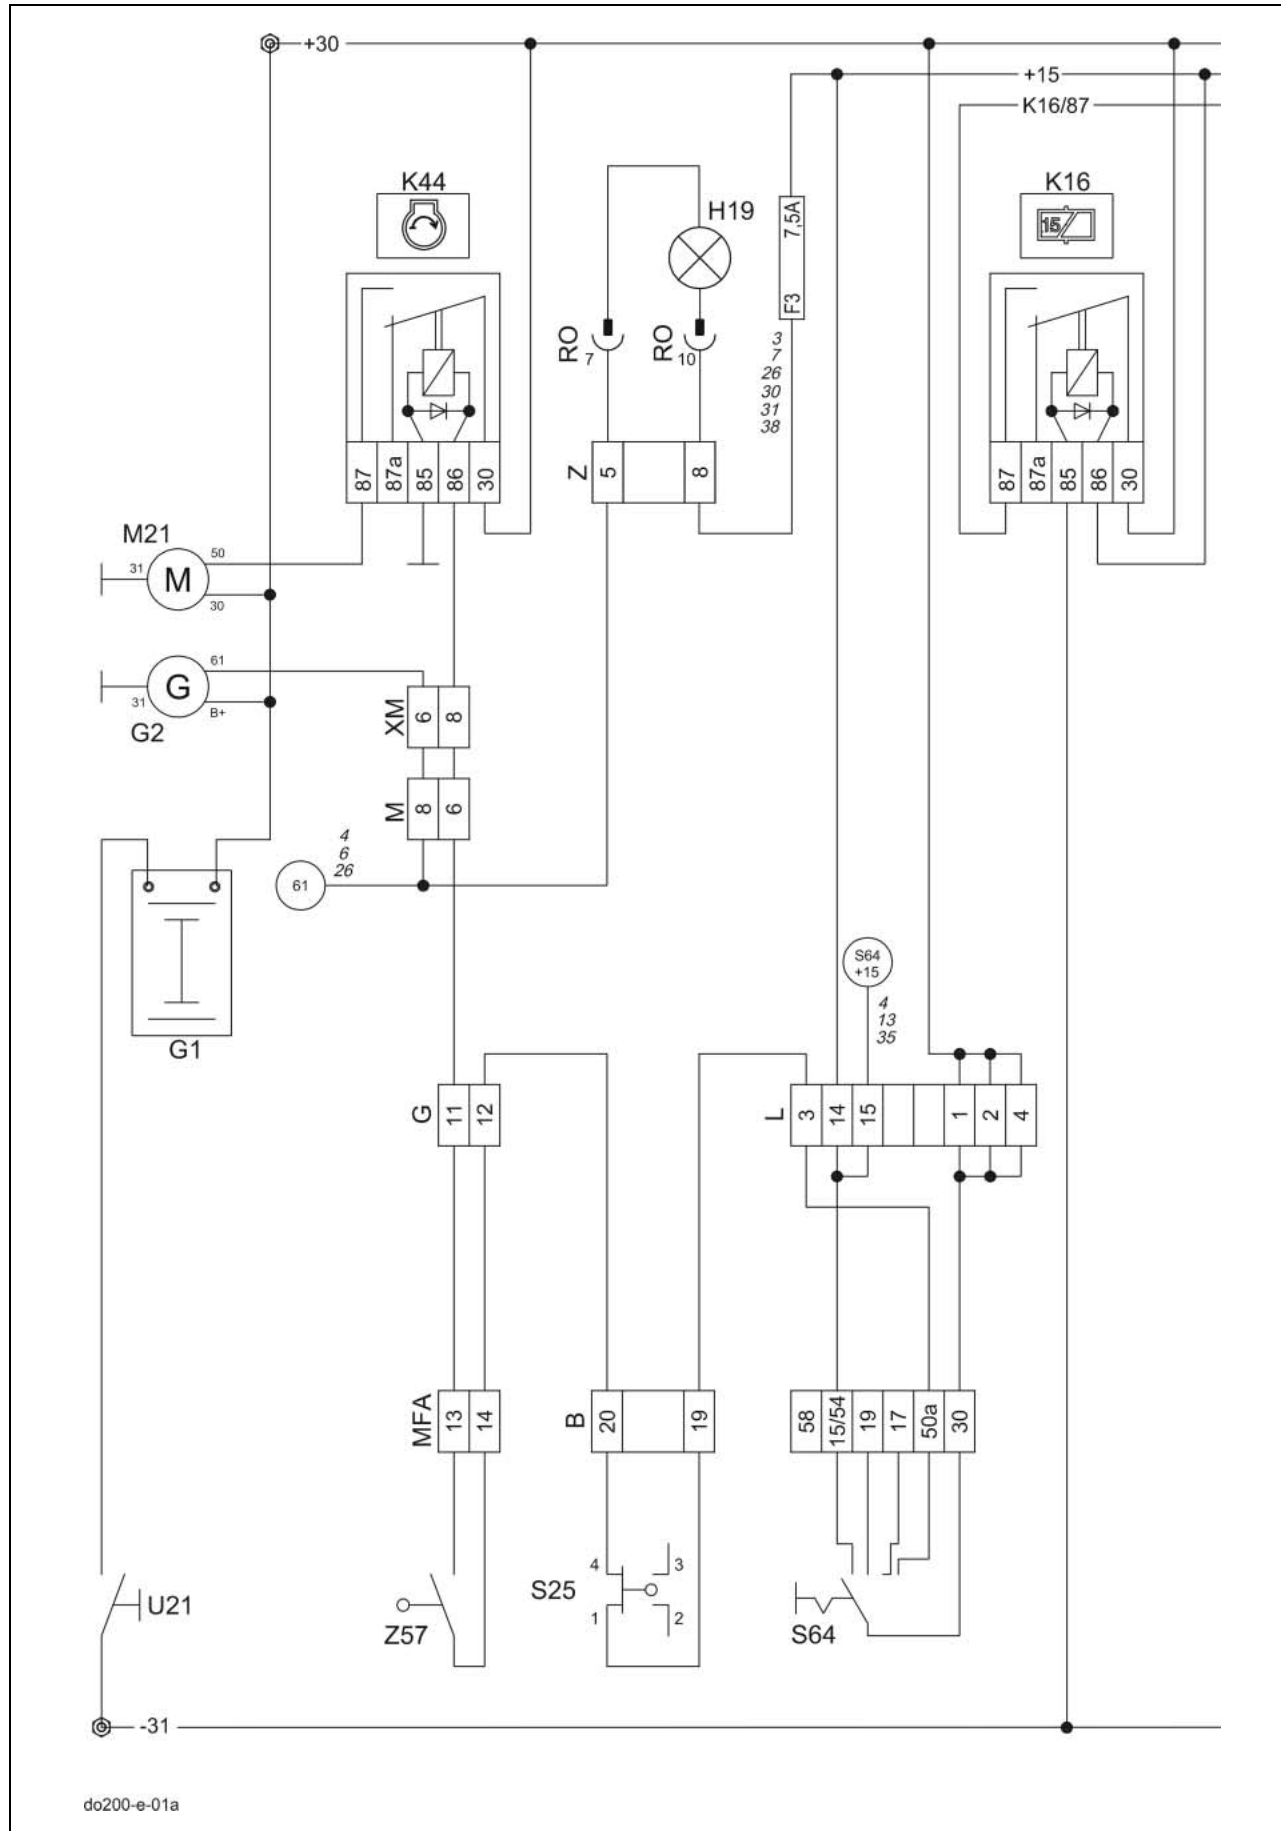 +30
+15
K16/87
K44
H19
K16
7,5A
F3
15
RO
7
RO
10
3
7
26
30
31
38
87
87a
85
86
30
Z
5
8
87
87a
85
86
30
M21
31
M
50
30
G2
31
G
61
B+
XM
6
8
M
8
6
4
6
26
61
S64
+15
4
13
35
G1
G
11
12
L
3
14
15
1
2
4
MFA
13
14
B
20
19
58
15/54
19
17
50a
30
U21
Z57
S25
4
3
1
2
S64
-31
do200-e-01a